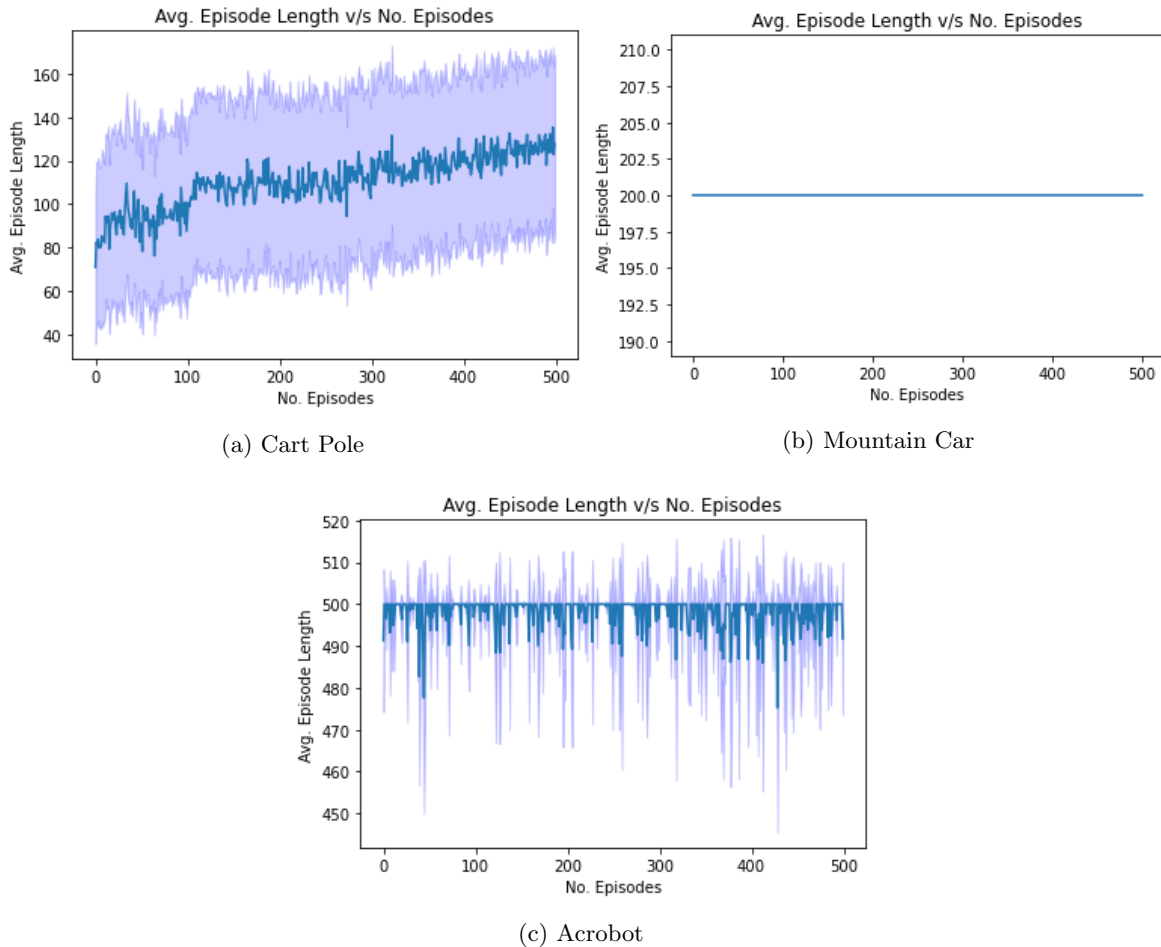 Avg. Episode Length v/s No. Episodes
Avg. Episode Length
160
140
120
100
80
60
40
0 100 200 300 400 500
No. Episodes
(a) Cart Pole
Avg. Episode Length v/s No. Episodes
Avg. Episode Length
210.0
207.5
205.0
202.5
200.0
197.5
195.0
192.5
190.0
0 100 200 300 400 500
No. Episodes
(b) Mountain Car
Avg. Episode Length v/s No. Episodes
Avg. Episode Length
520
510
500
490
480
470
460
450
0 100 200 300 400 500
No. Episodes
(c) Acrobot